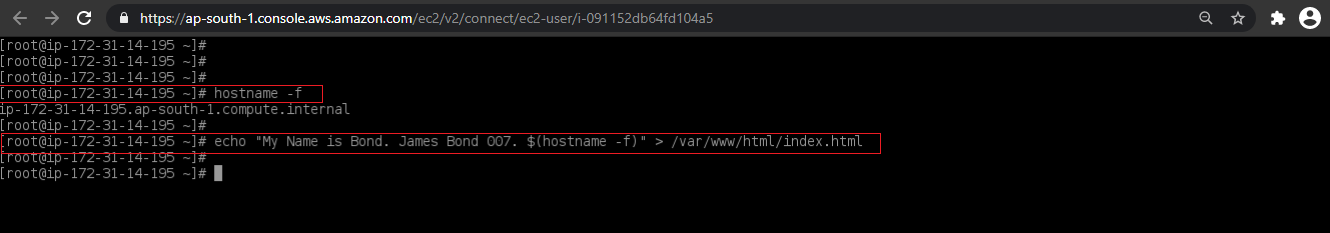 https://ap-south-1.console.aws.amazon.com/ec2/v2/connect/ec2-user/i-091152db64fd104a5
[root@ip-172-31-14-195 ~]#
[root@ip-172-31-14-195 ~]#
[root@ip-172-31-14-195 ~]#
[root@ip-172-31-14-195 ~]# hostname -f
ip-172-31-14-195.ap-south-1.compute.internal
[root@ip-172-31-14-195 ~]#
[root@ip-172-31-14-195 ~]# echo "My Name is Bond. James Bond OO7. $(hostname -f)" > /var/www/html/index.html
[root@ip-172-31-14-195 ~]#
[root@ip-172-31-14-195 ~]#